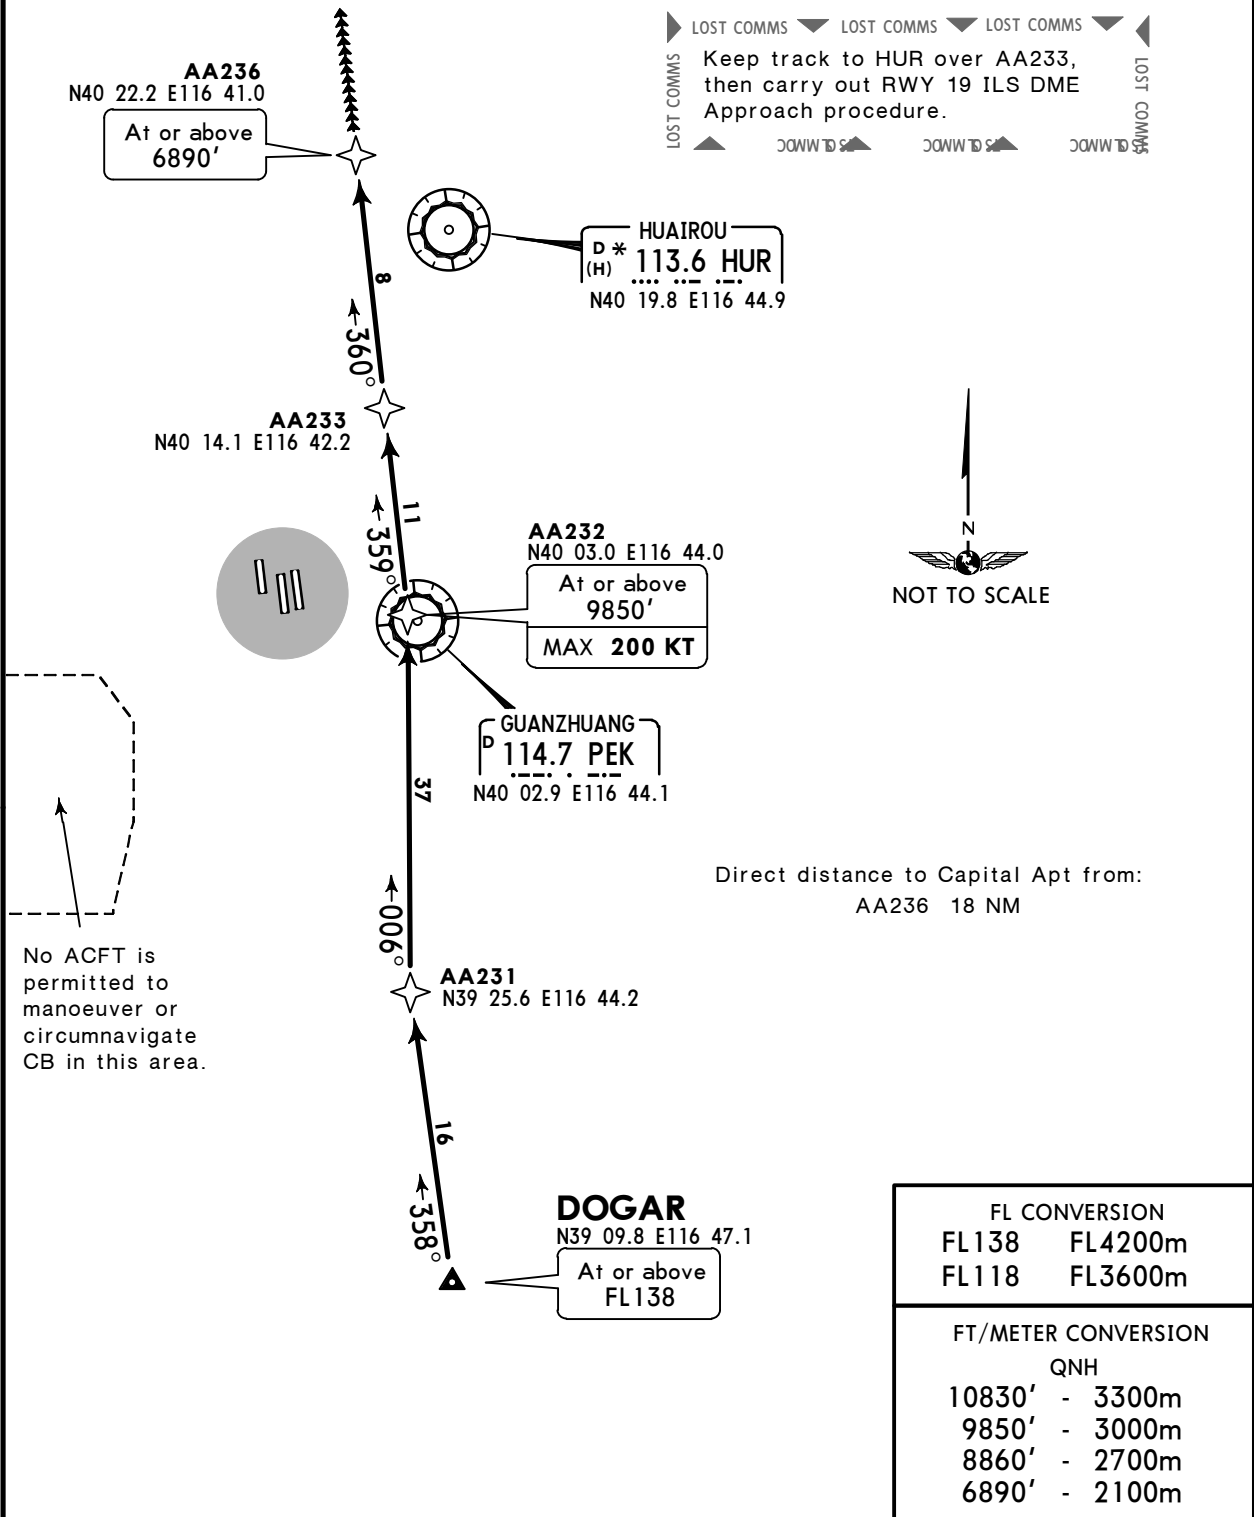 LOST COMMS LOST COMMS LOST COMMS
LOST COMMS
Keep track to HUR over AA233,
then carry out RWY 19 ILS DME
Approach procedure.
LOST COMMS
LOST COMMS LOST COMMS LOST COMMS
AA236
N40 22.2 E116 41.0
At or above
6890'
HUAIROU
D * 113.6 HUR
(H)
N40 19.8 E116 44.9
8
360°
AA233
N40 14.1 E116 42.2
11
359°
AA232
N40 03.0 E116 44.0
At or above
9850'
MAX 200 KT
N
NOT TO SCALE
GUANZHUANG
D 114.7 PEK
N40 02.9 E116 44.1
37
006°
Direct distance to Capital Apt from:
AA236 18 NM
No ACFT is
permitted to
manoeuver or
circumnavigate
CB in this area.
AA231
N39 25.6 E116 44.2
16
358°
DOGAR
N39 09.8 E116 47.1
At or above
FL138
FL CONVERSION
FL138 FL4200m
FL118 FL3600m
FT/METER CONVERSION
QNH
10830' - 3300m
9850' - 3000m
8860' - 2700m
6890' - 2100m